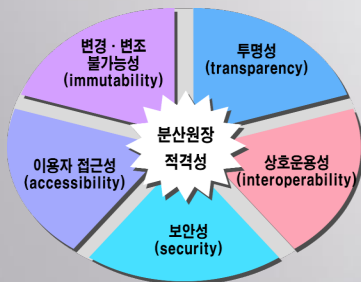 변경 · 변조
불가능성
(immutability)
투명성
(transparency)
분산원장
적격성
이용자 접근성
(accessibility)
상호운용성
(interoperability)
보안성
(security)